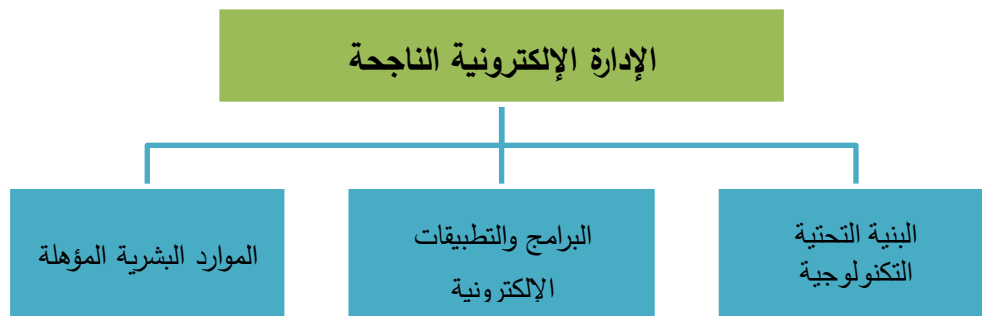 الإدارة الإلكترونية الناجحة
البنية التحتية
التكنولوجية
البرامج والتطبيقات
الإلكترونية
الموارد البشرية المؤهلة